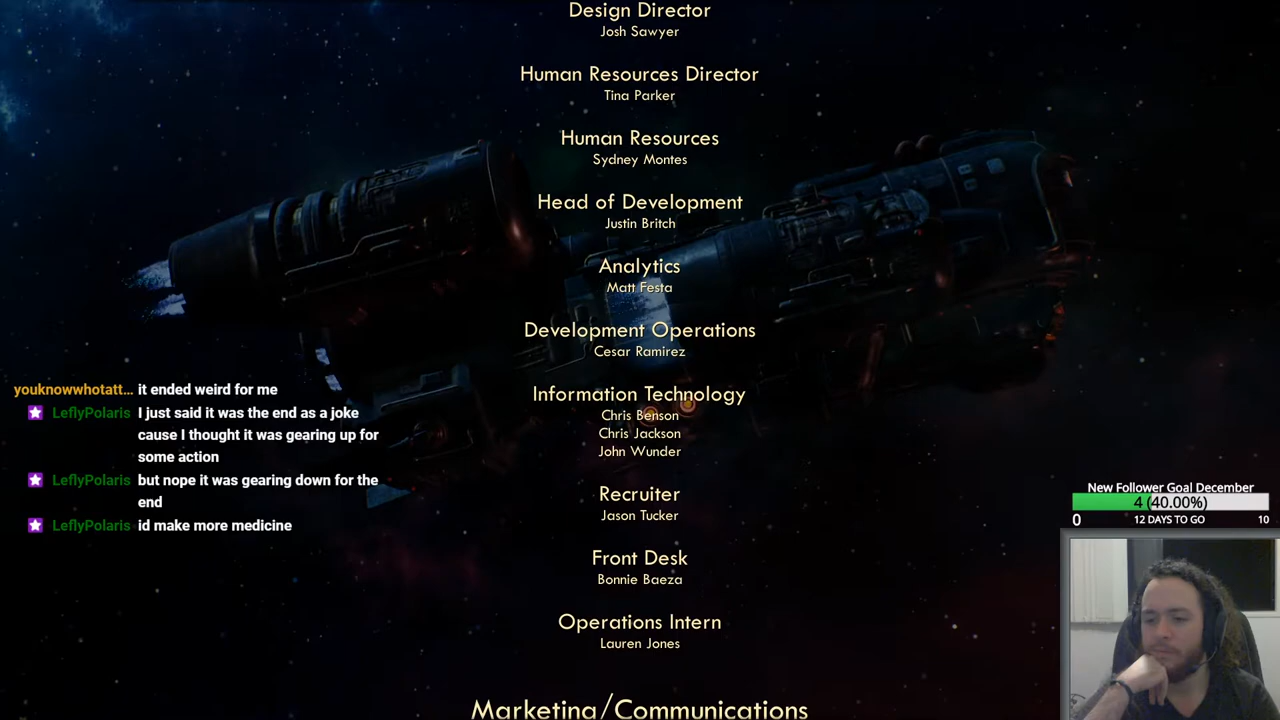 Design Director
Josh Sawyer
Human Resources Director
Tina Parker
Human Resources
Sydney Montes
Head of Development
Justin Britch
Analytics
Matt Festa
Development Operations
Cesar Ramirez
Information Technology
Chris Benson
Chris Jackson
John Wunder
Recruiter
Jason Tucker
Front Desk
Bonnie Baeza
Operations Intern
Lauren Jones
Marketing/Communications
youknowwhotatt... it ended weird for me
LeflyPolaris I just said it was the end as a joke
cause I thought it was gearing up for
some action
LeflyPolaris but nope it was gearing down for the
end
LeflyPolaris id make more medicine
New Follower Goal December
4 (40.00%)
0 12 DAYS TO GO 10